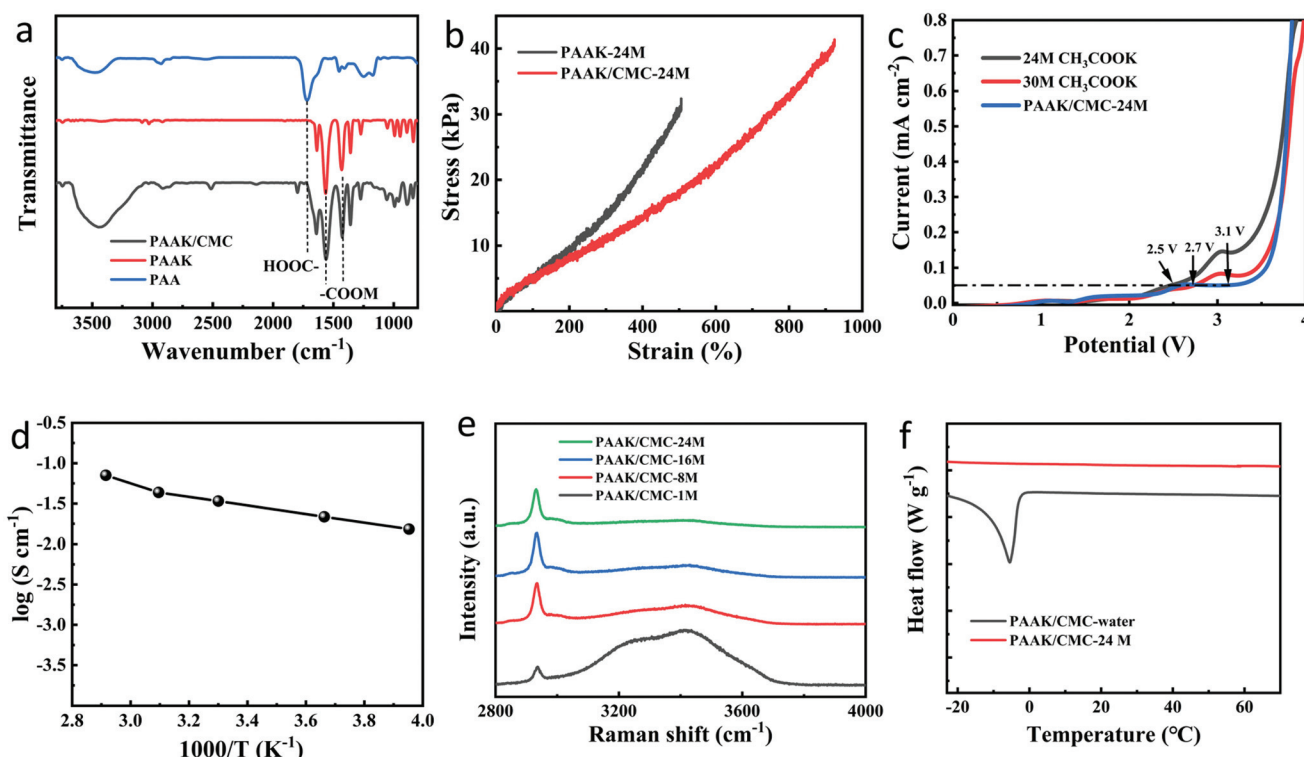 a
Transmittance
PAAK/CMC
PAAK
PAA
HOOC-
-COOM
3500 3000 2500 2000 1500 1000
Wavenumber (cm⁻¹)
b
Stress (kPa)
40
30
20
10
PAAK-24M
PAAK/CMC-24M
0 200 400 600 800 1000
Strain (%)
c
Current (mA cm⁻²)
0.8
0.7
0.6
0.5
0.4
0.3
0.2
0.1
0.0
24M CH₃COOK
30M CH₃COOK
PAAK/CMC-24M
2.5 V
2.7 V
3.1 V
0 1 2 3 4
Potential (V)
d
log (S cm⁻¹)
-0.5
-1.0
-1.5
-2.0
-2.5
-3.0
-3.5
2.8 3.0 3.2 3.4 3.6 3.8 4.0
1000/T (K⁻¹)
e
Intensity (a.u.)
PAAK/CMC-24M
PAAK/CMC-16M
PAAK/CMC-8M
PAAK/CMC-1M
2800 3200 3600 4000
Raman shift (cm⁻¹)
f
Heat flow (W g⁻¹)
PAAK/CMC-water
PAAK/CMC-24 M
-20 0 20 40 60
Temperature (℃)